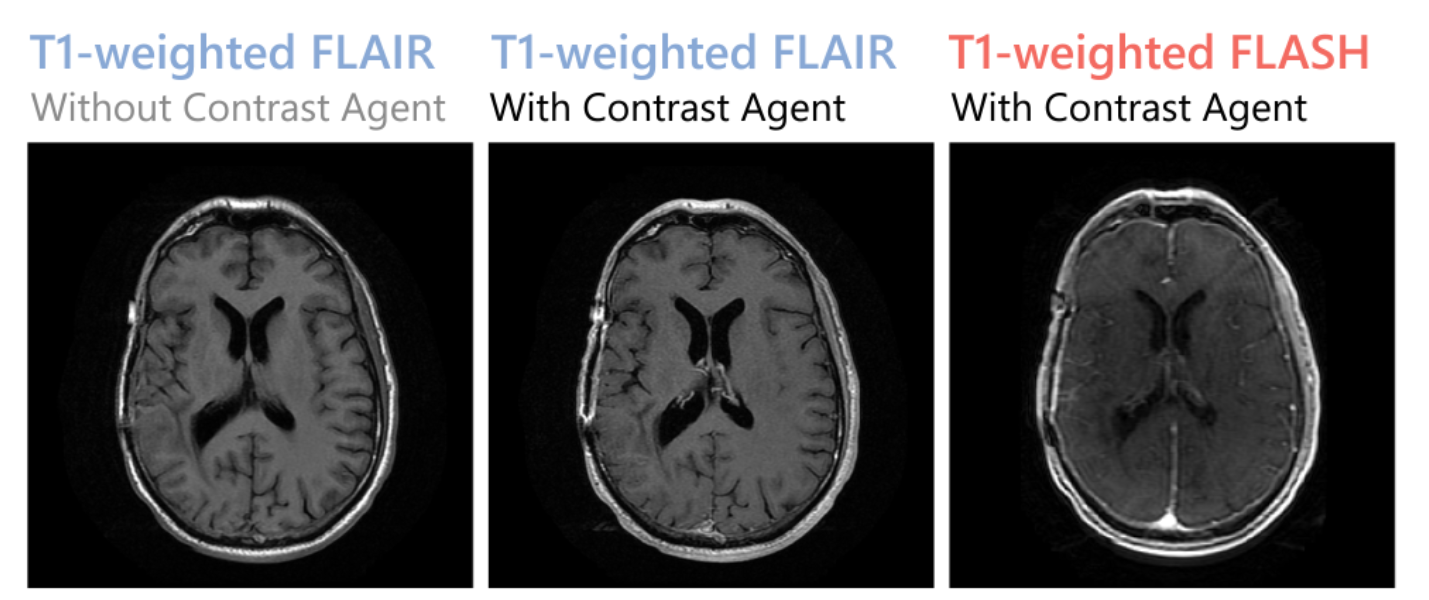 T1-weighted FLAIR
Without Contrast Agent
T1-weighted FLAIR
With Contrast Agent
T1-weighted FLASH
With Contrast Agent